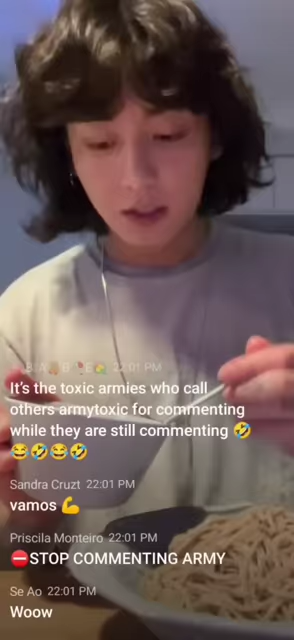 22:01 PM
It's the toxic armies who call
others armytoxic for commenting
while they are still commenting 🤣
😂🤣😂🤣
Sandra Cruzt 22:01 PM
vamos 💪
Priscila Monteiro 22:01 PM
⛔STOP COMMENTING ARMY
Se Ao 22:01 PM
Woow